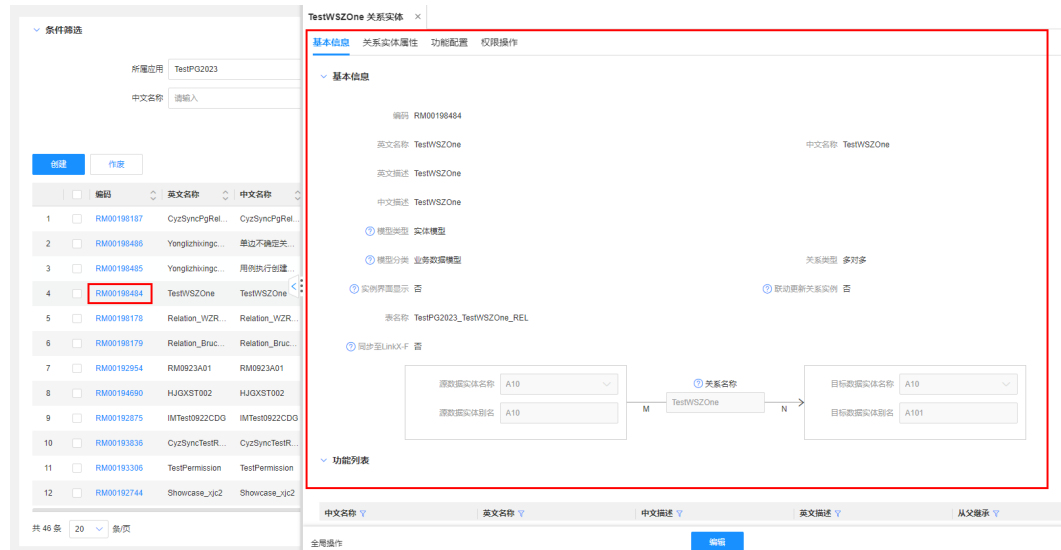 条件筛选
所属应用 TestPG2023
中文名称 请输入
创建 作废
编码 英文名称 中文名称
1 RM00198187 CyzSyncPgRel... CyzSyncPgRel...
2 RM00198486 Yonglizhixingc... 单边不确定关...
3 RM00198485 Yonglizhixingc... 用例执行创建...
4 RM00198484 TestWSZOne TestWSZOne
5 RM00198178 Relation_WZR... Relation_WZR...
6 RM00198179 Relation_Bruc... Relation_Bruc...
7 RM00192954 RM0923A01 RM0923A01
8 RM00194690 HJGXST002 HJGXST002
9 RM00192875 IMTest0922CDG IMTest0922CDG
10 RM00193836 CyzSyncTestR... CyzSyncTestR...
11 RM00193306 TestPermission TestPermission
12 RM00192744 Showcase_xjc2 Showcase_xjc2
共 46 条 20 条/页
TestWSZOne 关系实体 ×
基本信息 关系实体属性 功能配置 权限操作
基本信息
编码 RM00198484
英文名称 TestWSZOne 中文名称 TestWSZOne
英文描述 TestWSZOne
中文描述 TestWSZOne
? 模型类型 实体模型
? 模型分类 业务数据模型 关系类型 多对多
? 实例界面显示 否 ? 联动更新关系实例 否
表名称 TestPG2023_TestWSZOne_REL
? 同步至LinkX-F 否
源数据实体名称 A10 ? 关系名称 目标数据实体名称 A10
M TestWSZOne N
源数据实体别名 A10 目标数据实体别名 A101
功能列表
中文名称 英文名称 中文描述 英文描述 从父继承
全局操作 编辑